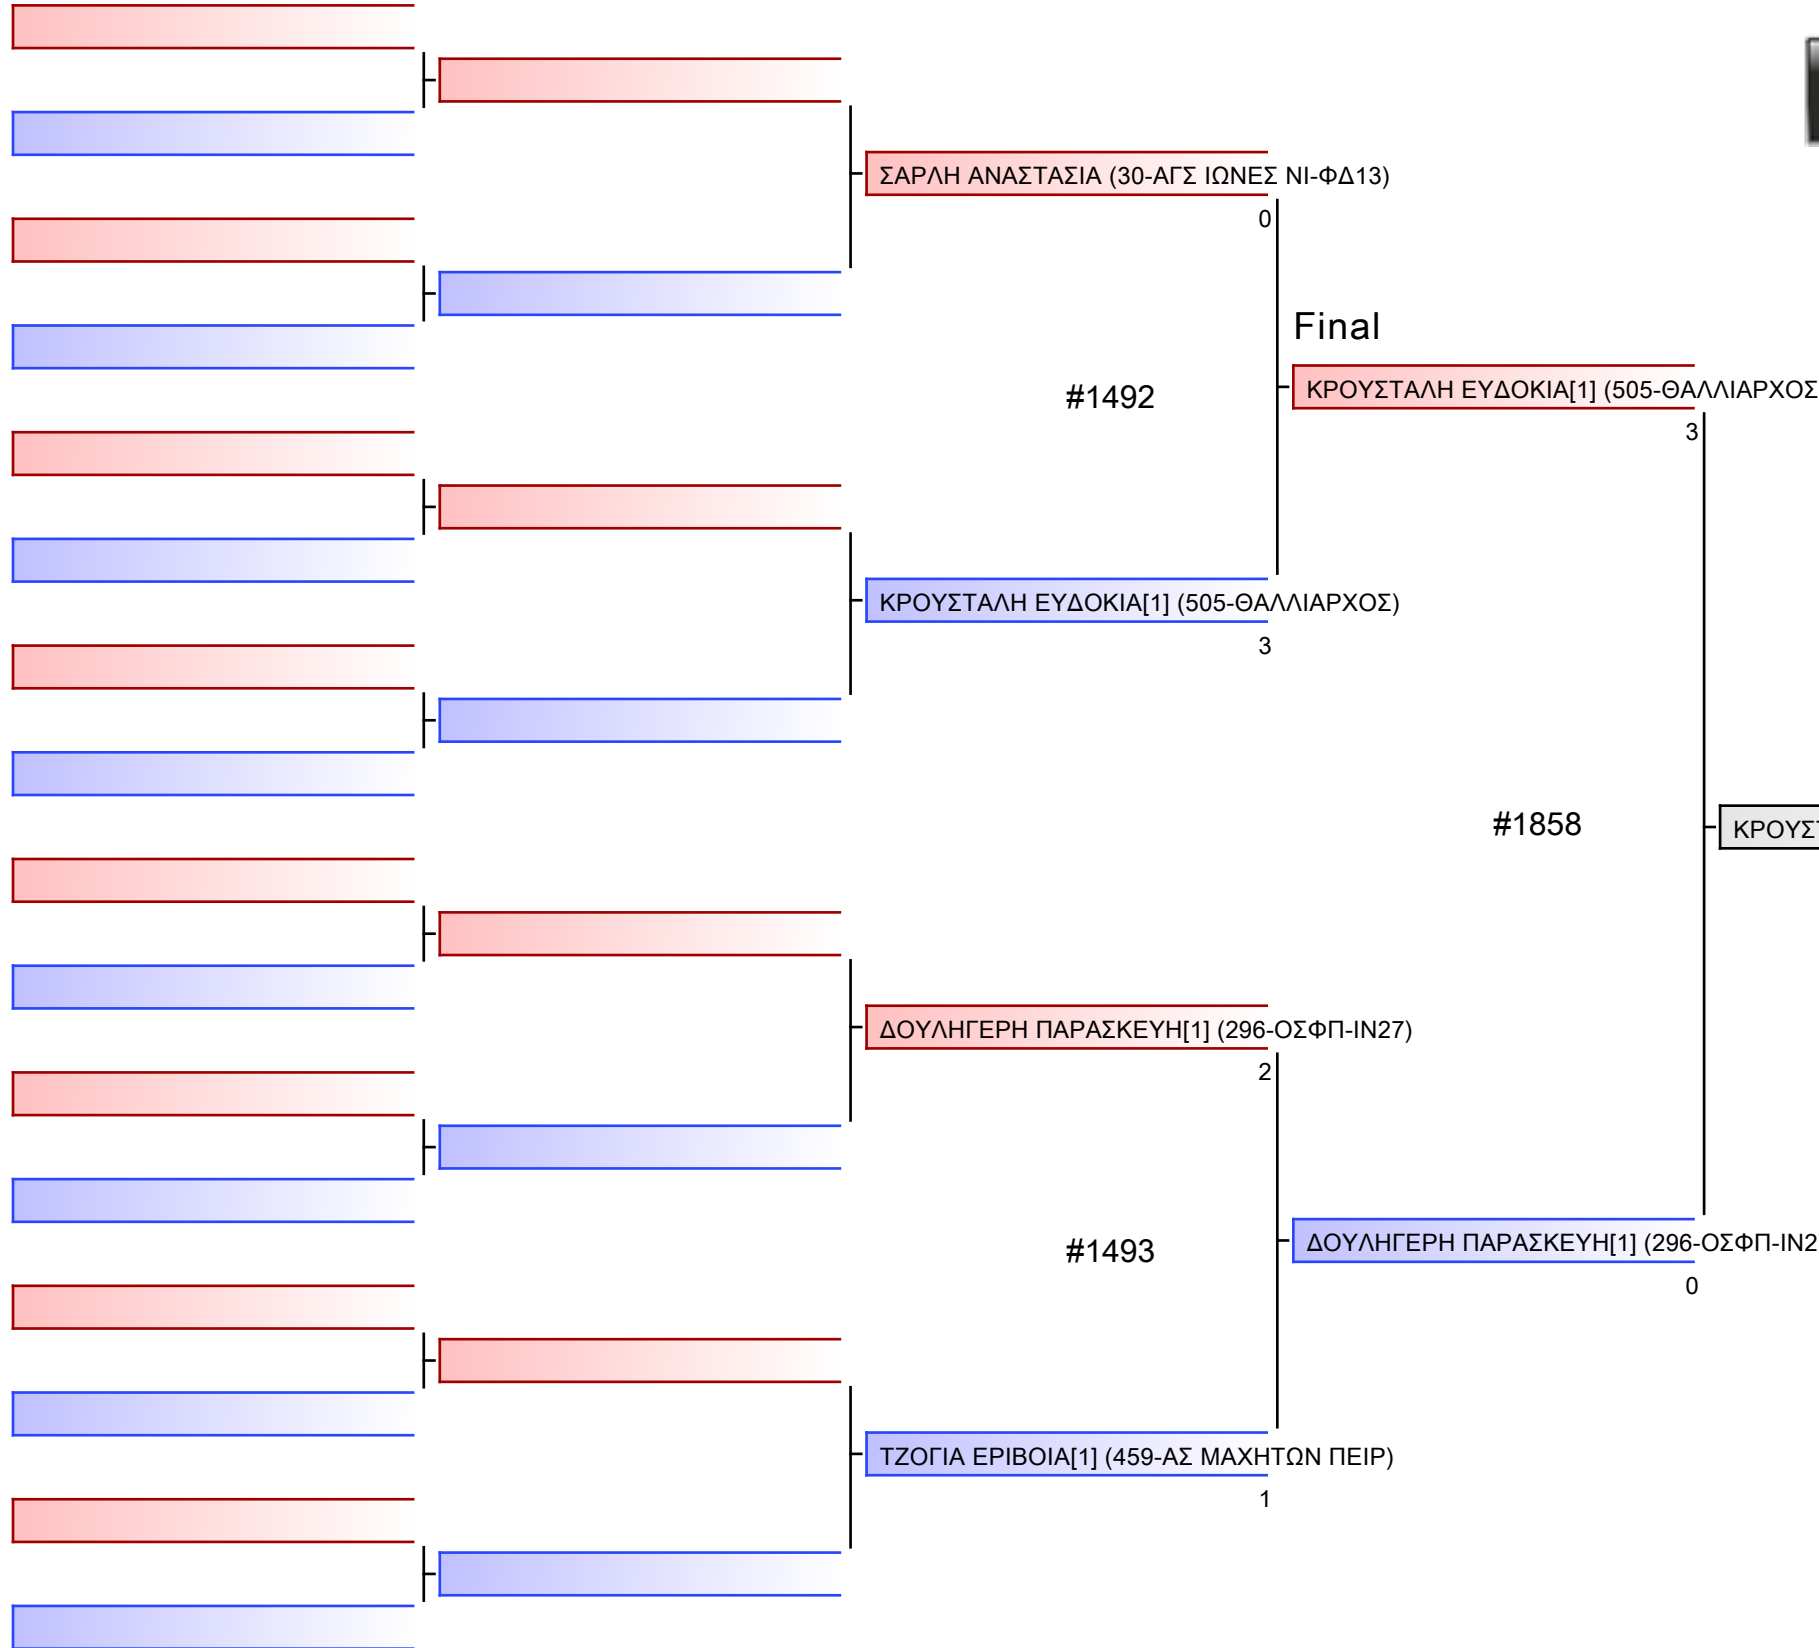 ΣΑΡΛΗ ΑΝΑΣΤΑΣΙΑ (30-ΑΓΣ ΙΩΝΕΣ ΝΙ-ΦΔ13)
0
Final
#1492
ΚΡΟΥΣΤΑΛΗ ΕΥΔΟΚΙΑ[1] (505-ΘΑΛΛΙΑΡΧΟΣ
3
ΚΡΟΥΣΤΑΛΗ ΕΥΔΟΚΙΑ[1] (505-ΘΑΛΛΙΑΡΧΟΣ)
3
#1858
ΚΡΟΥΣ
ΔΟΥΛΗΓΕΡΗ ΠΑΡΑΣΚΕΥΗ[1] (296-ΟΣΦΠ-ΙΝ27)
2
#1493
ΔΟΥΛΗΓΕΡΗ ΠΑΡΑΣΚΕΥΗ[1] (296-ΟΣΦΠ-ΙΝ2
0
ΤΖΟΓΙΑ ΕΡΙΒΟΙΑ[1] (459-ΑΣ ΜΑΧΗΤΩΝ ΠΕΙΡ)
1